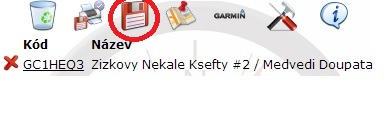 GARMIN
Kód Název
GC1HEQ3 Zizkovy Nekale Ksefty #2 / Medvedi Doupata